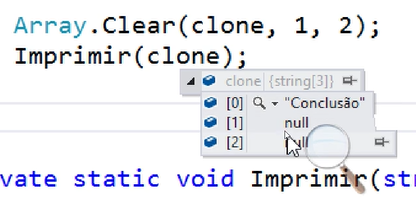 Array.Clear(clone, 1, 2);
Imprimir(clone);
clone {string[3]}
[0] "Conclusão"
[1] null
[2] null
vate static void Imprimir(str